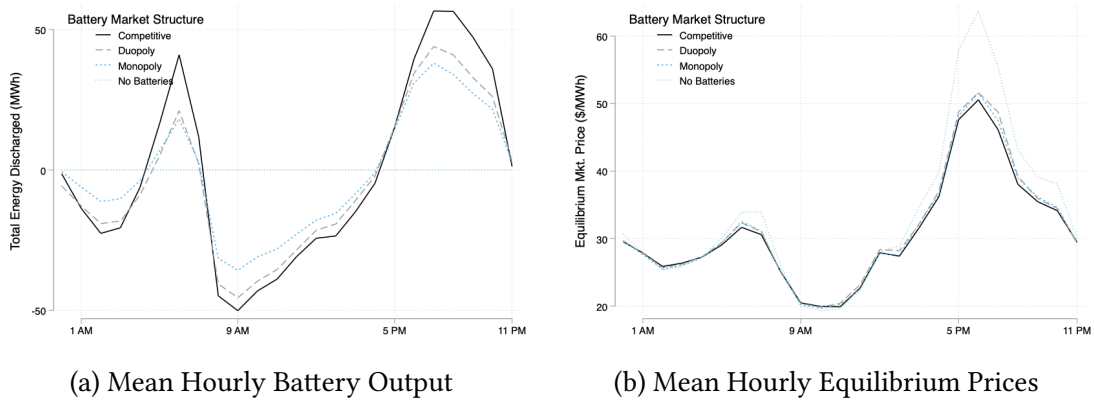 Battery Market Structure
Competitive
Duopoly
Monopoly
No Batteries
Total Energy Discharged (MWh)
50
0
-50
1 AM
9 AM
5 PM
11 PM
(a) Mean Hourly Battery Output
Battery Market Structure
Competitive
Duopoly
Monopoly
No Batteries
Equilibrium Mkt. Price ($/MWh)
60
50
40
30
20
1 AM
9 AM
5 PM
11 PM
(b) Mean Hourly Equilibrium Prices